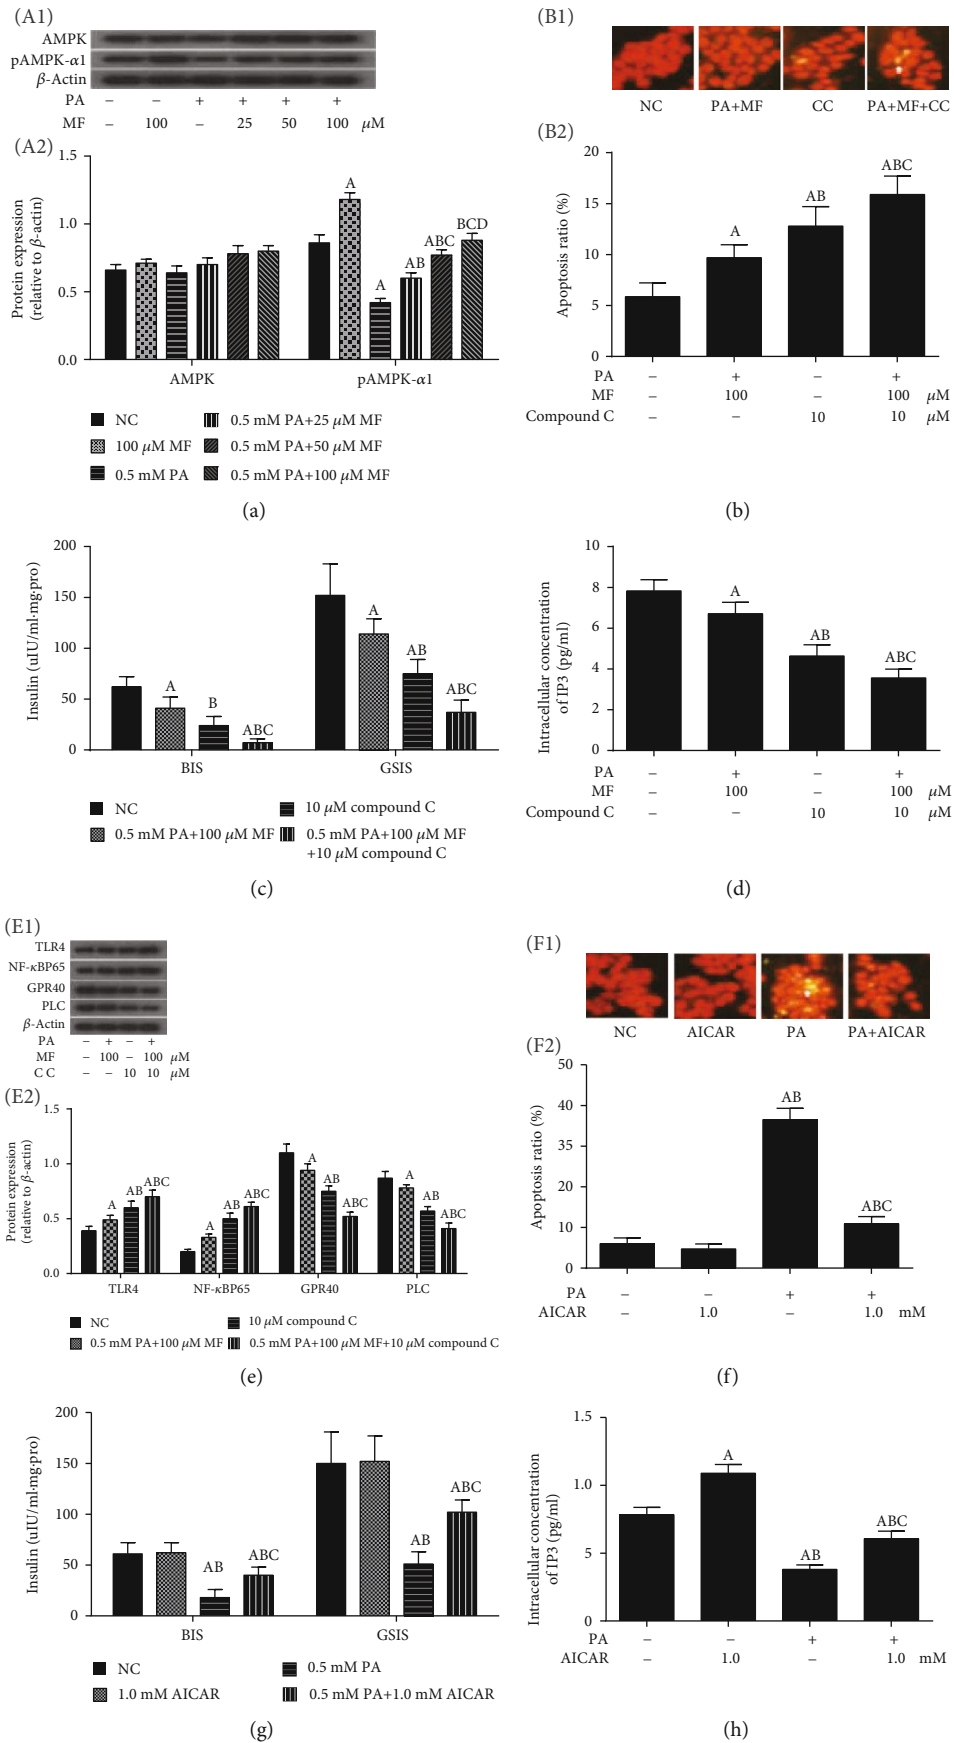 (A1)
AMPK
pAMPK-α1
β-Actin
PA – – + + + +
MF – 100 – 25 50 100 μM
(A2)
Protein expression
(relative to β-actin)
1.5
1.0
0.5
0.0
A
A
AB
ABC
BCD
AMPK pAMPK-α1
NC
100 μM MF
0.5 mM PA
0.5 mM PA+25 μM MF
0.5 mM PA+50 μM MF
0.5 mM PA+100 μM MF
(a)
(B1)
NC PA+MF CC PA+MF+CC
(B2)
Apoptosis ratio (%)
20
15
10
5
0
A
AB
ABC
PA – + – +
MF – 100 – 100 μM
Compound C – – 10 10 μM
(b)
Insulin (uIU/ml·mg·pro)
200
150
100
50
0
A
B
ABC
A
AB
ABC
BIS GSIS
NC
0.5 mM PA+100 μM MF
10 μM compound C
0.5 mM PA+100 μM MF
+10 μM compound C
(c)
Intracellular concentration
of IP3 (pg/ml)
10
8
6
4
2
0
A
AB
ABC
PA – + – +
MF – 100 – 100 μM
Compound C – – 10 10 μM
(d)
(E1)
TLR4
NF-κBP65
GPR40
PLC
β-Actin
PA – + – +
MF – 100 – 100 μM
C C – – 10 10 μM
(E2)
Protein expression
(relative to β-actin)
1.5
1.0
0.5
0.0
A
AB
ABC
A
AB
ABC
A
AB
ABC
A
AB
ABC
TLR4 NF-κBP65 GPR40 PLC
NC
0.5 mM PA+100 μM MF
10 μM compound C
0.5 mM PA+100 μM MF+10 μM compound C
(e)
(F1)
NC AICAR PA PA+AICAR
(F2)
Apoptosis ratio (%)
50
40
35
10
0
AB
ABC
PA – – + +
AICAR – 1.0 – 1.0 mM
(f)
Insulin (uIU/ml·mg·pro)
200
150
100
50
0
AB
ABC
AB
ABC
BIS GSIS
NC
1.0 mM AICAR
0.5 mM PA
0.5 mM PA+1.0 mM AICAR
(g)
Intracellular concentration
of IP3 (pg/ml)
1.5
1.0
5
0
A
AB
ABC
PA – – + +
AICAR – 1.0 – 1.0 mM
(h)